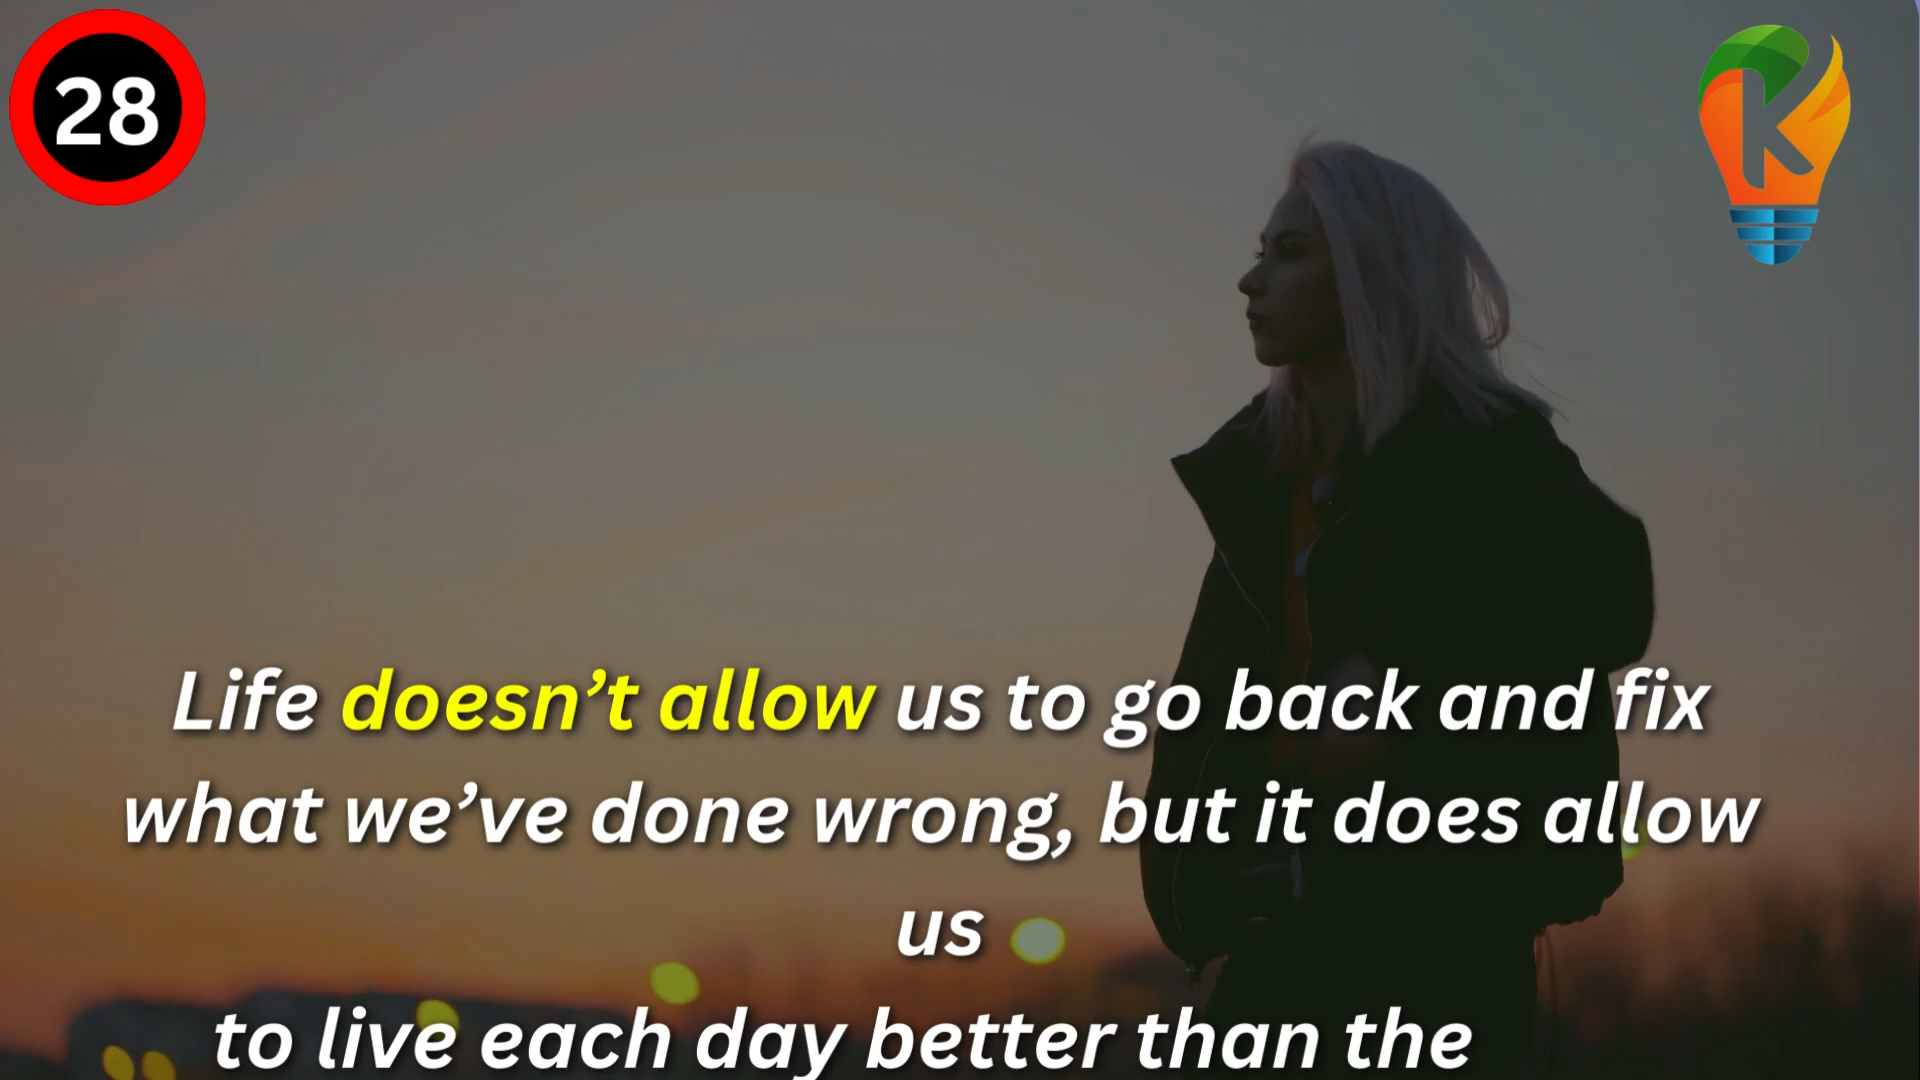 28
K
Life doesn’t allow us to go back and fix
what we’ve done wrong, but it does allow
us
to live each day better than the